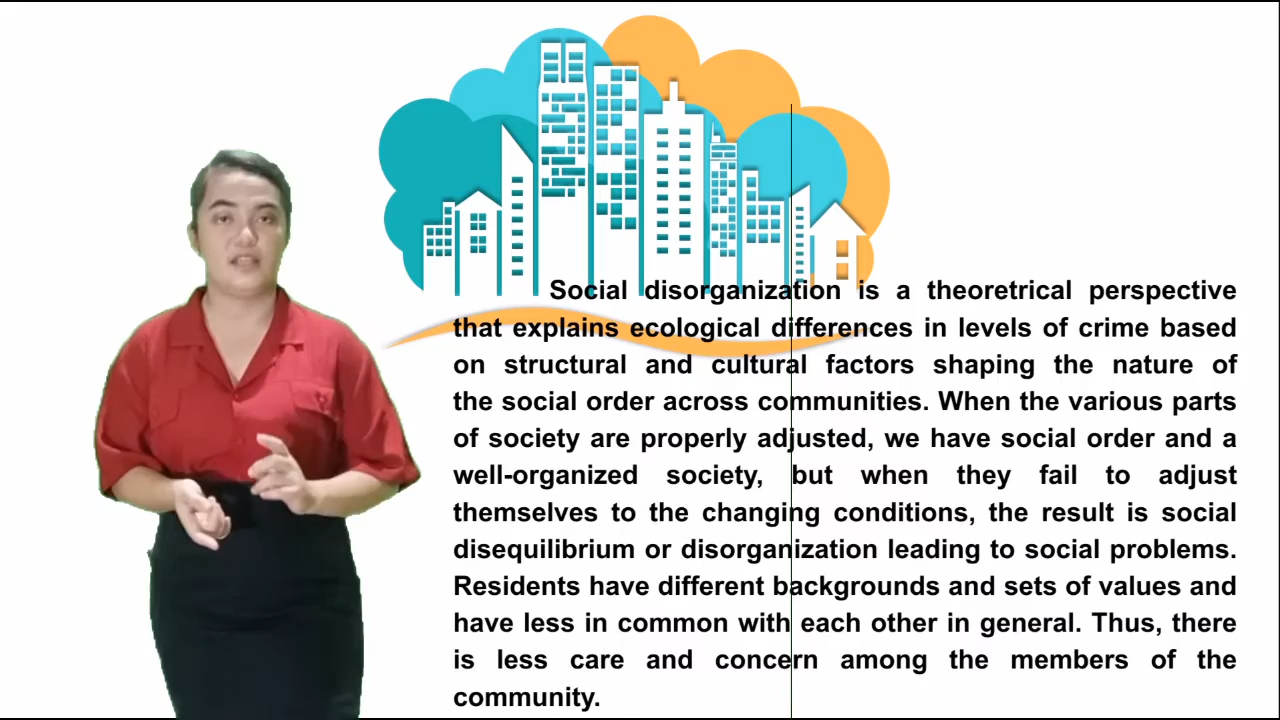 Social disorganization is a theoretrical perspective
that explains ecological differences in levels of crime based
on structural and cultural factors shaping the nature of
the social order across communities. When the various parts
of society are properly adjusted, we have social order and a
well-organized society, but when they fail to adjust
themselves to the changing conditions, the result is social
disequilibrium or disorganization leading to social problems.
Residents have different backgrounds and sets of values and
have less in common with each other in general. Thus, there
is less care and concern among the members of the
community.